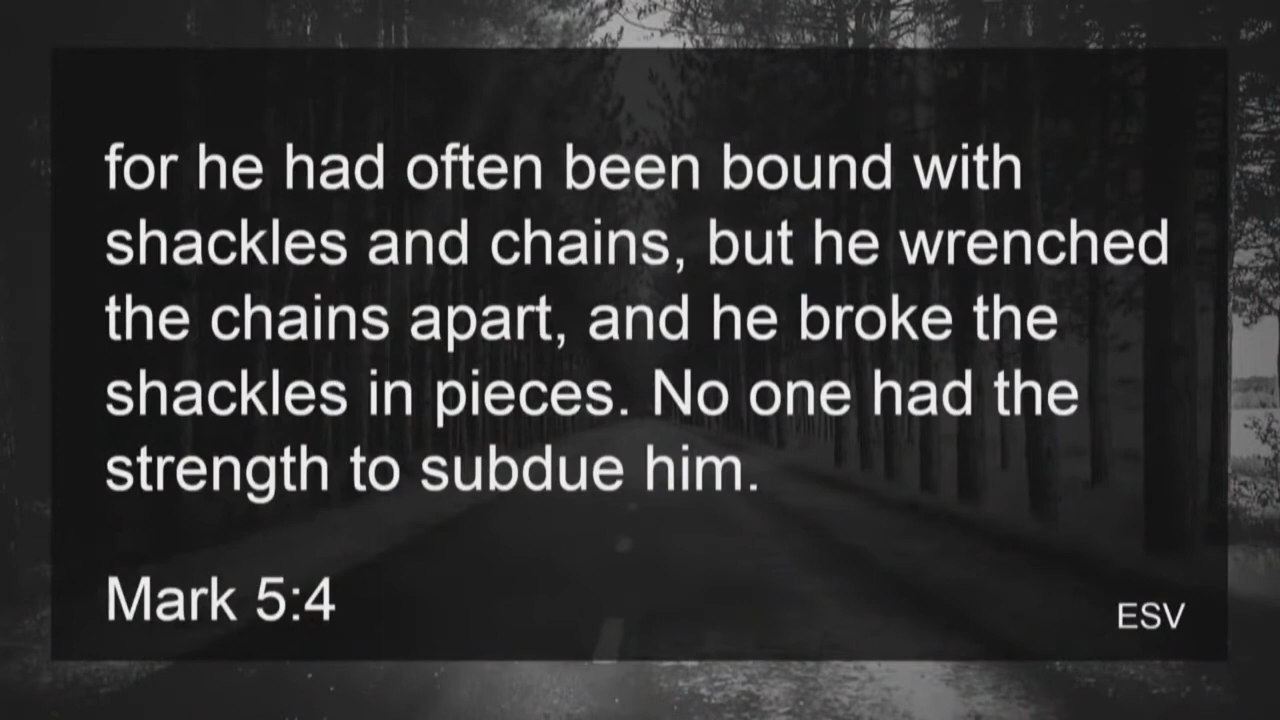 for he had often been bound with
shackles and chains, but he wrenched
the chains apart, and he broke the
shackles in pieces. No one had the
strength to subdue him.
Mark 5:4
ESV